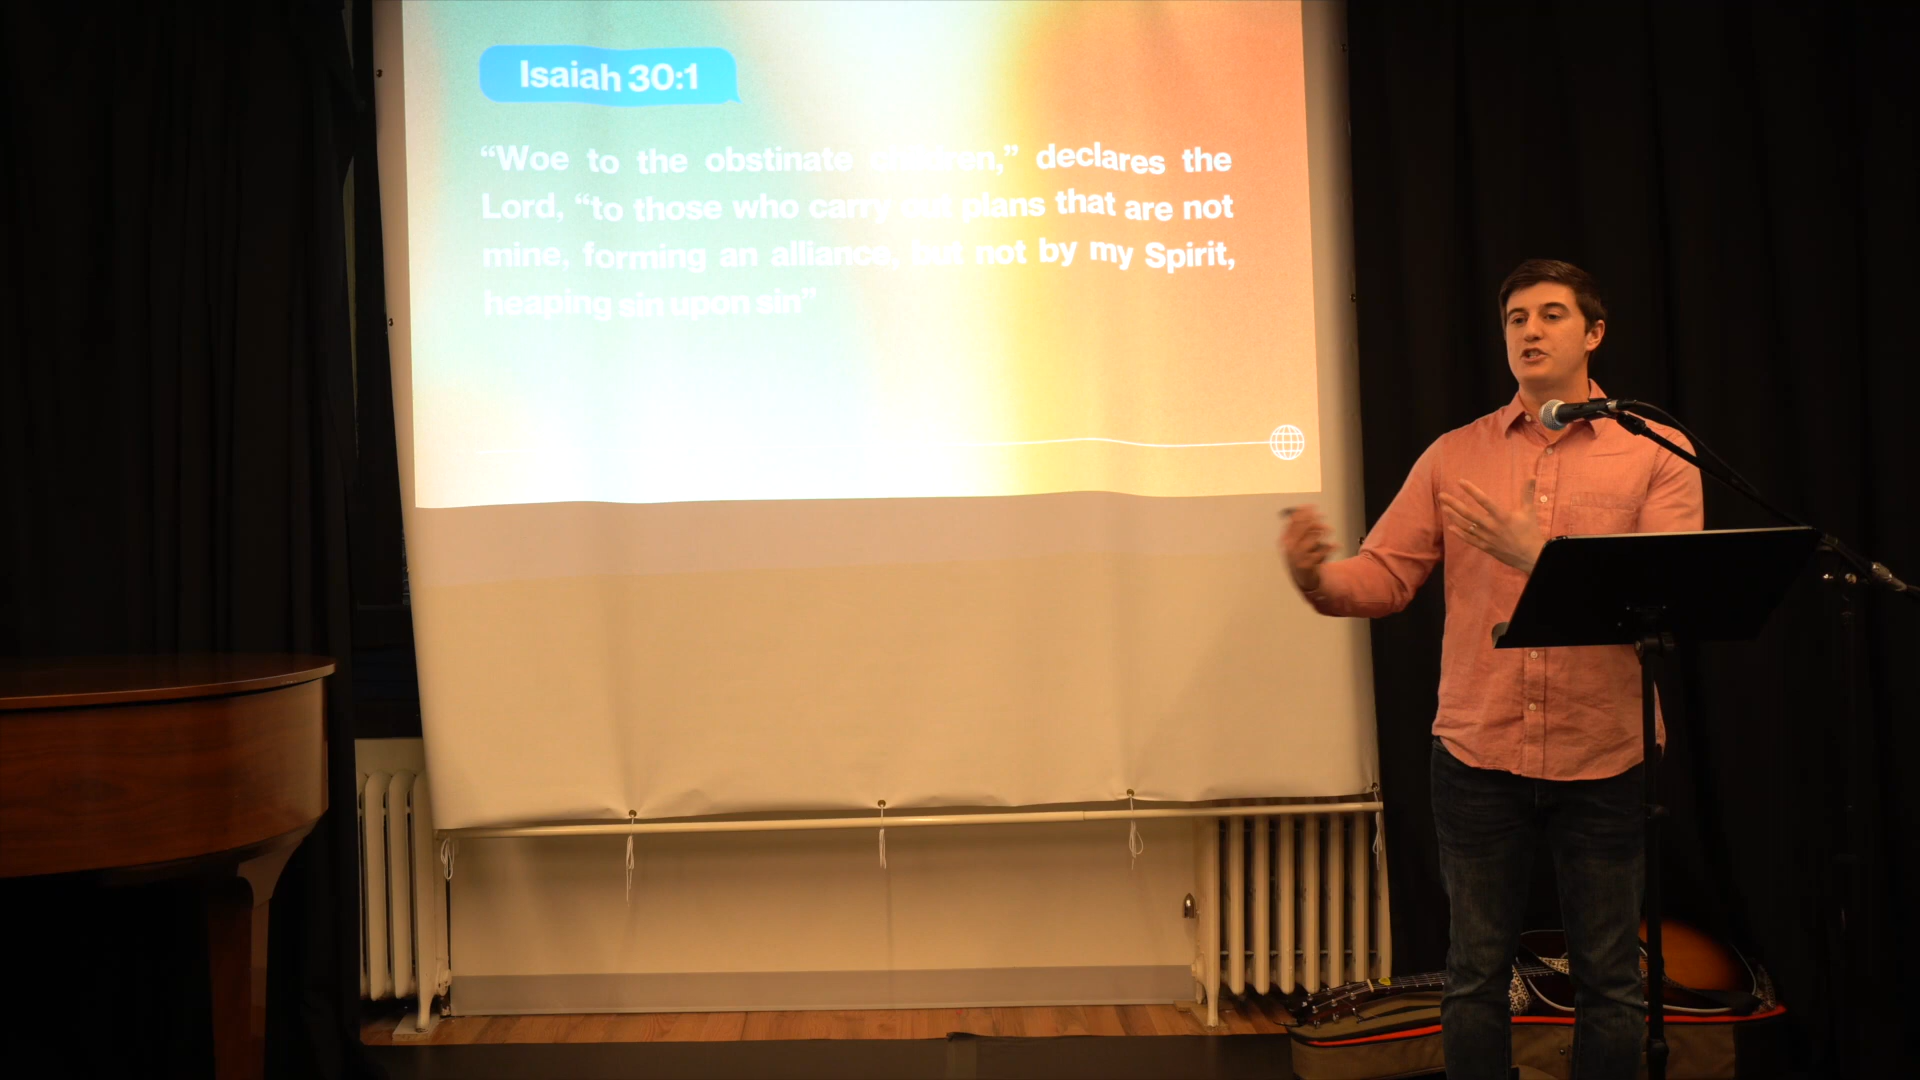 Isaiah 30:1
“Woe to the obstinate children,” declares the
Lord, “to those who carry out plans that are not
mine, forming an alliance, but not by my Spirit,
heaping sin upon sin”